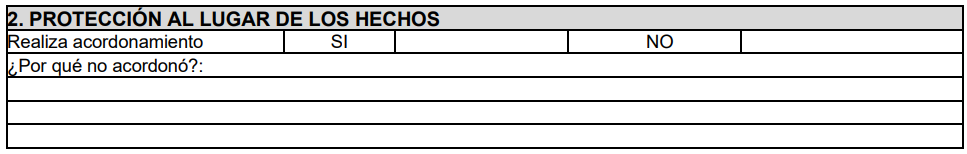 2. PROTECCIÓN AL LUGAR DE LOS HECHOS
Realiza acordonamiento SI NO
¿Por qué no acordonó?: